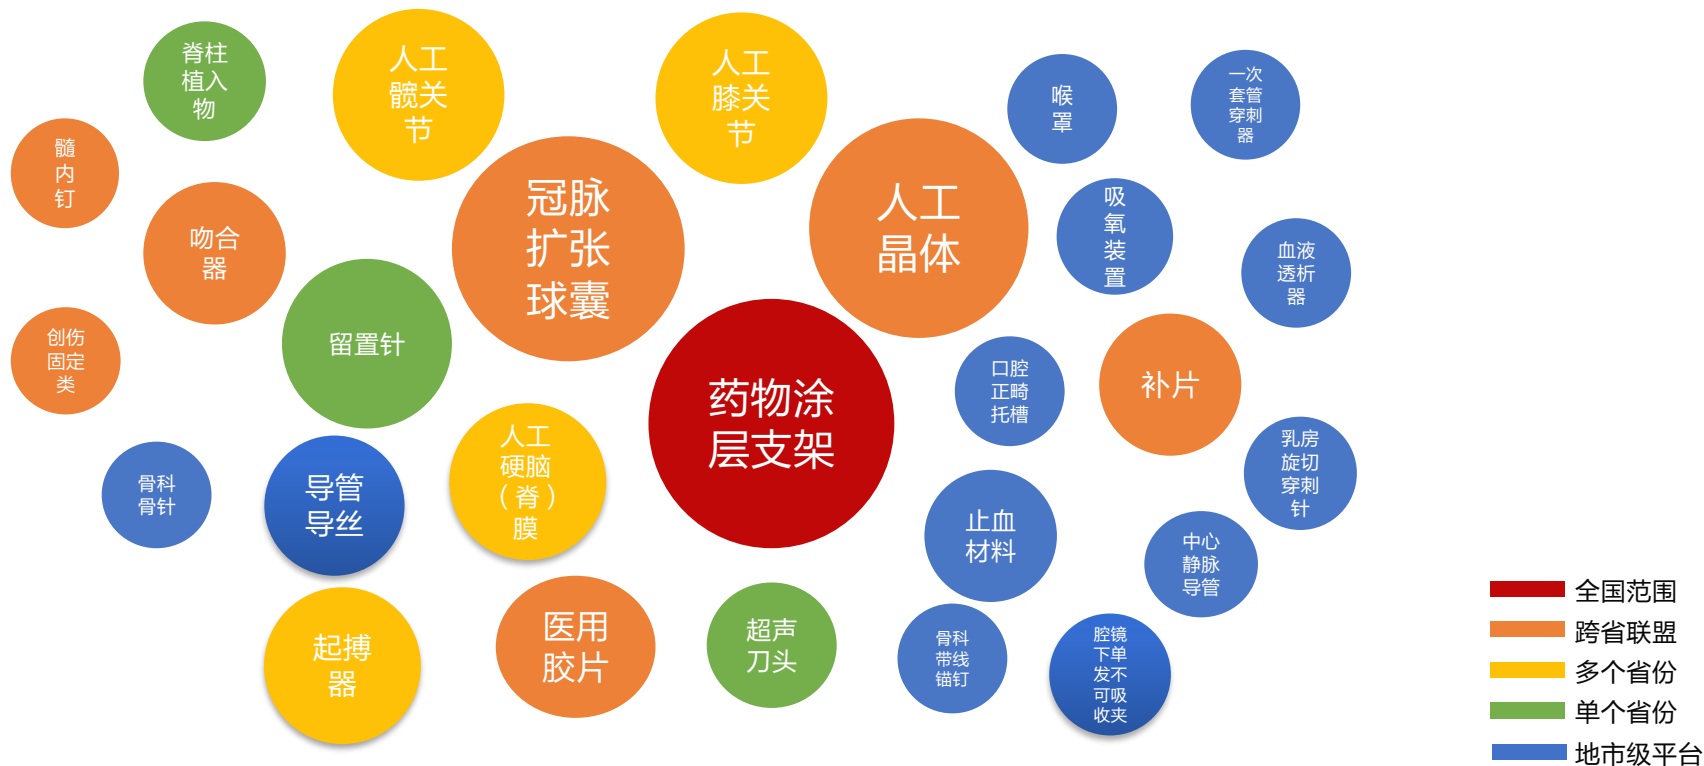 脊柱
植入
物
人工
髋关
节
人工
膝关
节
喉
罩
一次
套管
穿刺
器
髓
内
钉
吻合
器
冠脉
扩张
球囊
人工
晶体
吸
氧
装
置
血液
透析
器
创伤
固定
类
留置针
药物涂
层支架
口腔
正畸
托槽
补片
骨科
骨针
导管
导丝
人工
硬脑
（脊）
膜
止血
材料
乳房
旋切
穿刺
针
中心
静脉
导管
起搏
器
医用
胶片
超声
刀头
骨科
带线
锚钉
腔镜
下单
发不
可吸
收夹
全国范围
跨省联盟
多个省份
单个省份
地市级平台